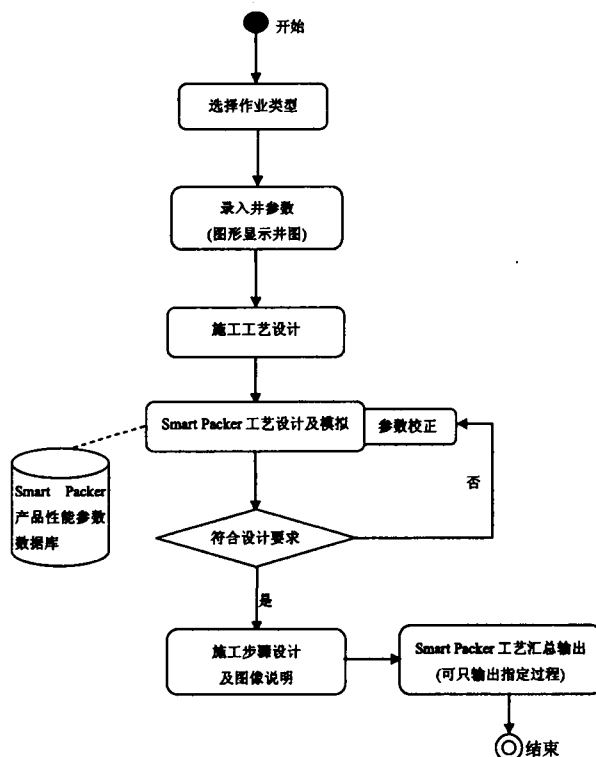 开始
选择作业类型
录入井参数
(图形显示井图)
施工工艺设计
Smart Packer 工艺设计及模拟
参数校正
Smart Packer
产品性能参数
数据库
否
符合设计要求
是
施工步骤设计
及图像说明
Smart Packer 工艺汇总输出
(可只输出指定过程)
结束